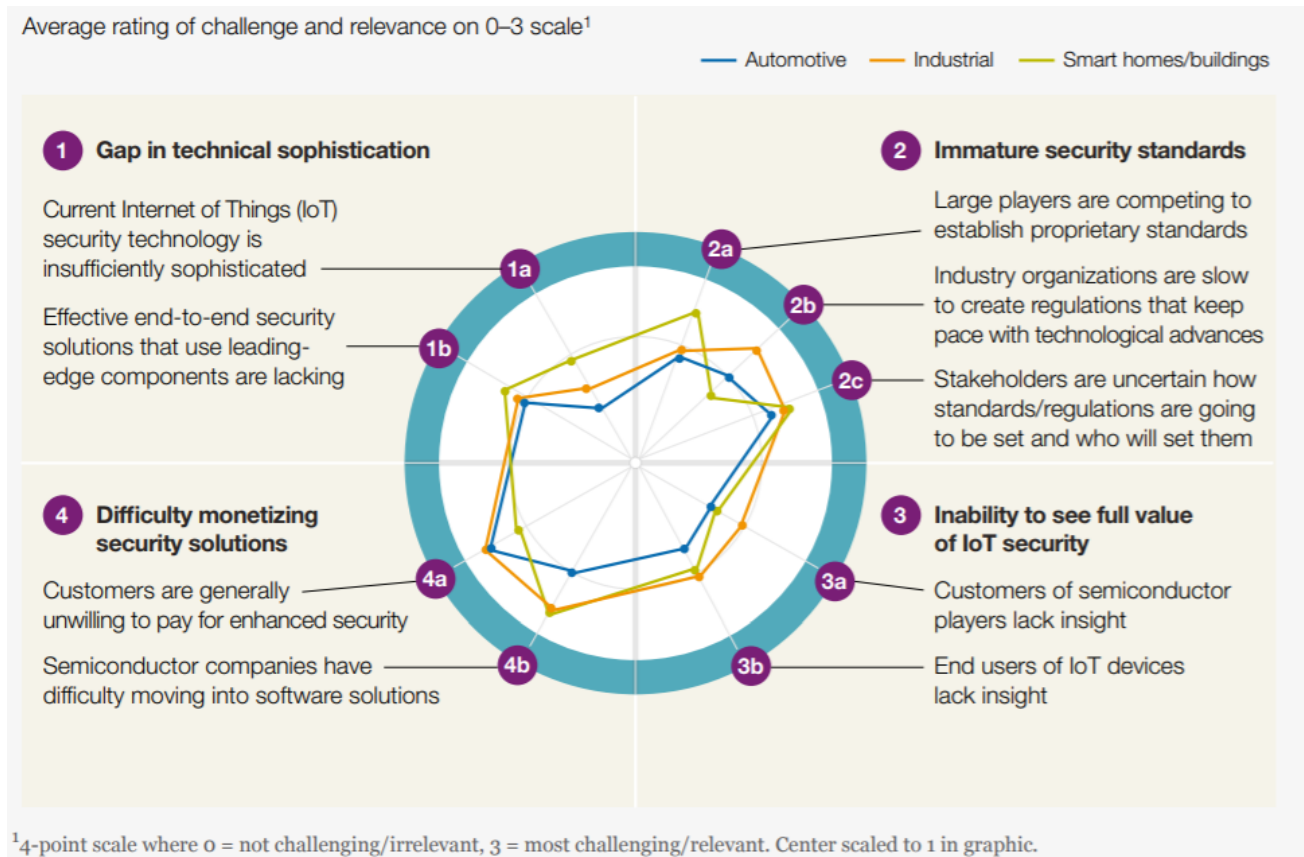 Average rating of challenge and relevance on 0–3 scale¹
Automotive
Industrial
Smart homes/buildings
1
Gap in technical sophistication
Current Internet of Things (IoT)
security technology is
insufficiently sophisticated
Effective end-to-end security
solutions that use leading-
edge components are lacking
2
Immature security standards
Large players are competing to
establish proprietary standards
Industry organizations are slow
to create regulations that keep
pace with technological advances
Stakeholders are uncertain how
standards/regulations are going
to be set and who will set them
1a
1b
2a
2b
2c
4
Difficulty monetizing
security solutions
Customers are generally
unwilling to pay for enhanced security
Semiconductor companies have
difficulty moving into software solutions
3
Inability to see full value
of IoT security
Customers of semiconductor
players lack insight
End users of IoT devices
lack insight
4a
4b
3a
3b
¹4-point scale where 0 = not challenging/irrelevant, 3 = most challenging/relevant. Center scaled to 1 in graphic.